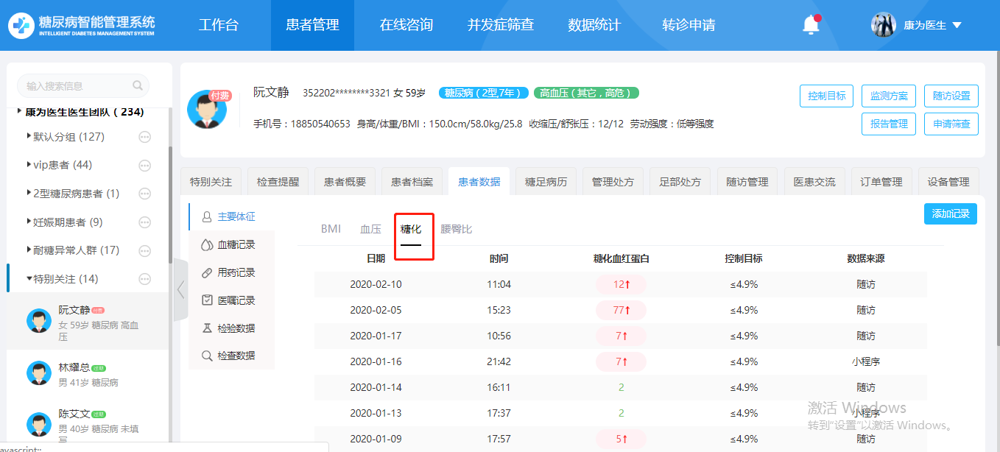 糖尿病智能管理系统
INTELLIGENT DIABETES MANAGEMENT SYSTEM
工作台 患者管理 在线咨询 并发症筛查 数据统计 转诊申请 康为医生
输入搜索信息
康为医生医生团队 ( 234)
默认分组 (127)
vip患者 (44)
2型糖尿病患者 (1)
妊娠期患者 (9)
耐糖异常人群 (17)
特别关注 (14)
阮文静 付费
女 59岁 糖尿病 高血
压
林耀总 过期
男 41岁 糖尿病
陈艾文 过期
男 40岁 糖尿病 未填
写
avascript:;
付费
阮文静 352202********3321 女 59岁 糖尿病（2型,7年） 高血压（其它，高危）
手机号：18850540653 身高/体重/BMI：150.0cm/58.0kg/25.8 收缩压/舒张压：12/12 劳动强度：低等强度
控制目标 监测方案 随访设置
报告管理 申请筛查
特别关注 检查提醒 患者概要 患者档案 患者数据 糖足病历 管理处方 足部处方 随访管理 医患交流 订单管理 设备管理
主要体征
血糖记录
用药记录
医嘱记录
检验数据
检查数据
添加记录
BMI 血压 糖化 腰臀比
日期 时间 糖化血红蛋白 控制目标 数据来源
2020-02-10 11:04 12↑ ≤4.9% 随访
2020-02-05 15:23 77↑ ≤4.9% 随访
2020-01-17 10:56 7↑ ≤4.9% 随访
2020-01-16 21:42 7↑ ≤4.9% 小程序
2020-01-14 16:11 2 ≤4.9% 随访
2020-01-13 17:37 2 ≤4.9% 小程序
2020-01-09 17:57 5↑ ≤4.9% 随访
激活 Windows
转到"设置"以激活 Windows。